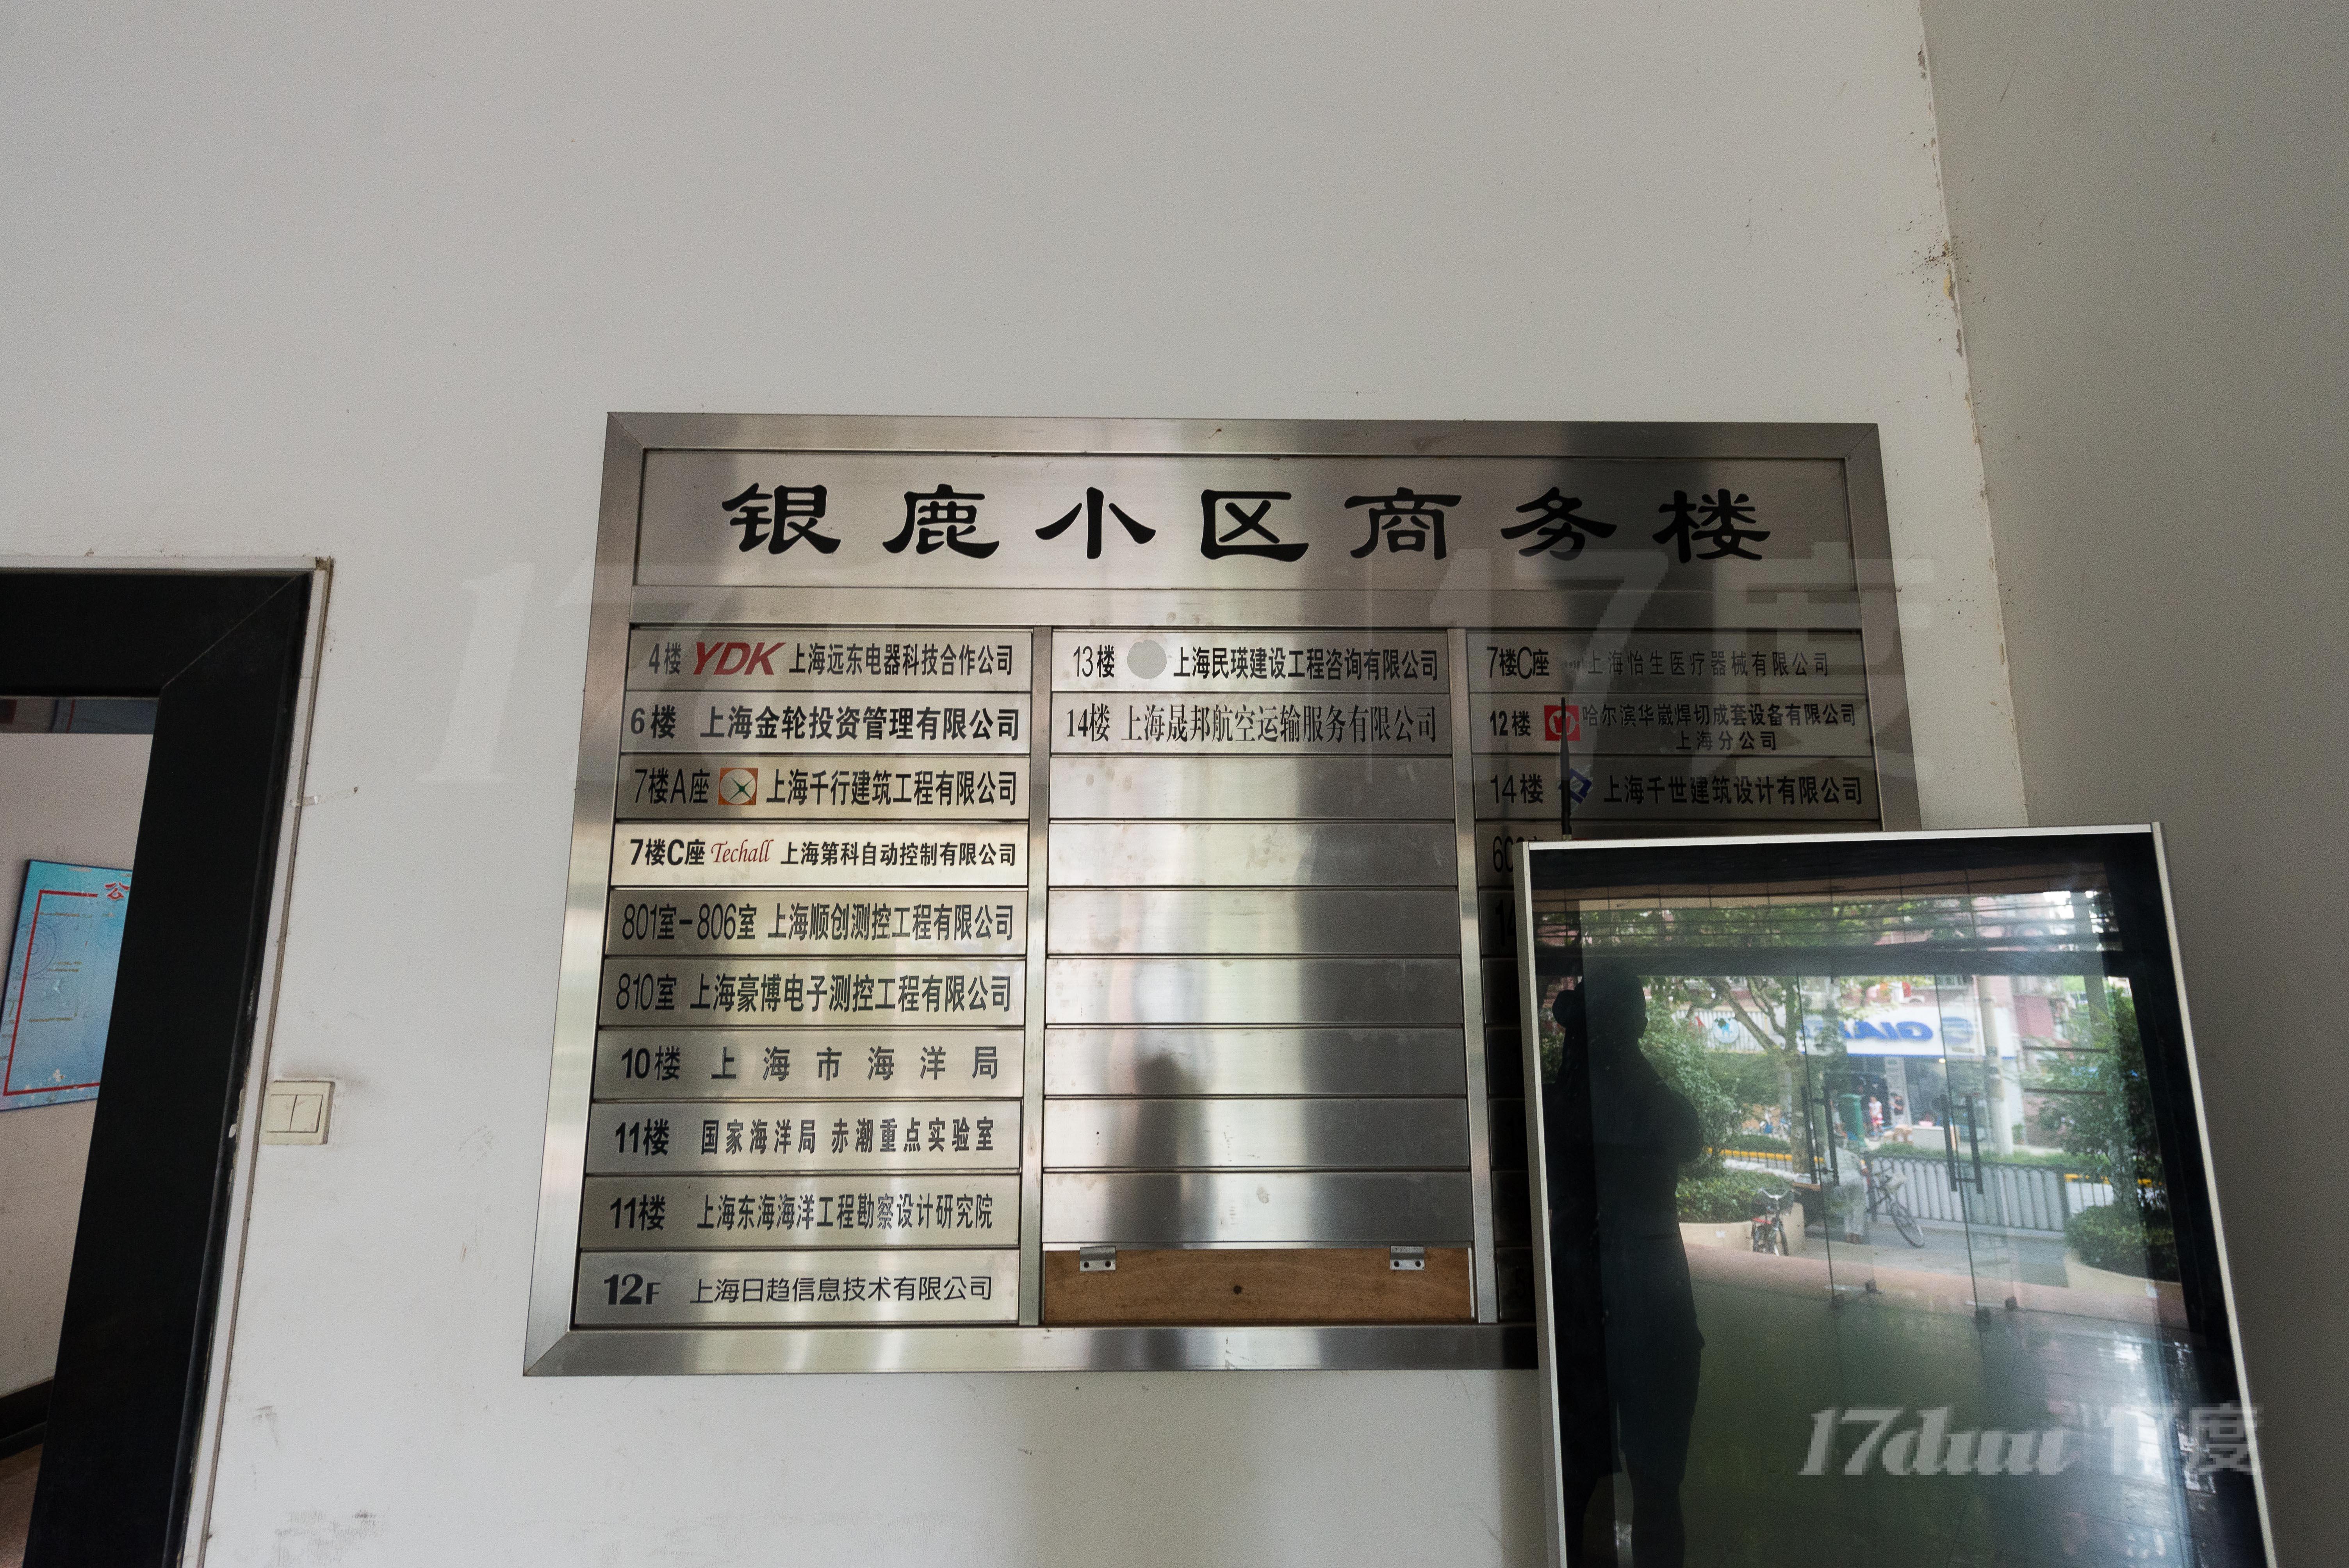 银鹿小区商务楼
4楼 YDK 上海远东电器科技合作公司
6楼 上海金轮投资管理有限公司
7楼A座 上海千行建筑工程有限公司
7楼C座 Techall 上海第科自动控制有限公司
801室-806室 上海顺创测控工程有限公司
810室 上海豪博电子测控工程有限公司
10楼 上海市海洋局
11楼 国家海洋局 赤潮重点实验室
11楼 上海东海海洋工程勘察设计研究院
12F 上海日趋信息技术有限公司
13楼 上海民瑛建设工程咨询有限公司
14楼 上海晟邦航空运输服务有限公司
7楼C座 上海怡生医疗器械有限公司
12楼 哈尔滨华崴焊切成套设备有限公司
上海分公司
14楼 上海千世建筑设计有限公司
公
17
17度
17duu 17度